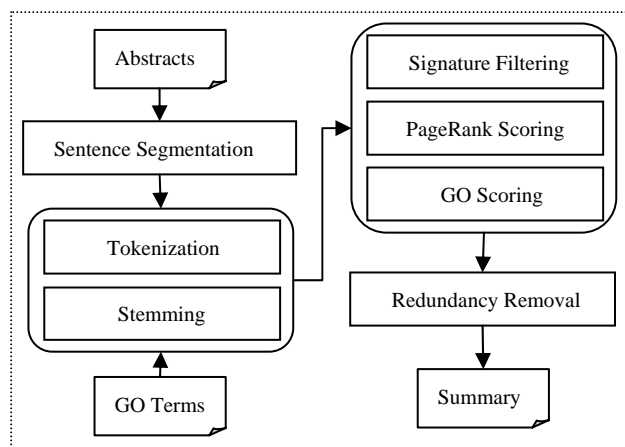 Abstracts
Sentence Segmentation
Tokenization
Stemming
GO Terms
Signature Filtering
PageRank Scoring
GO Scoring
Redundancy Removal
Summary